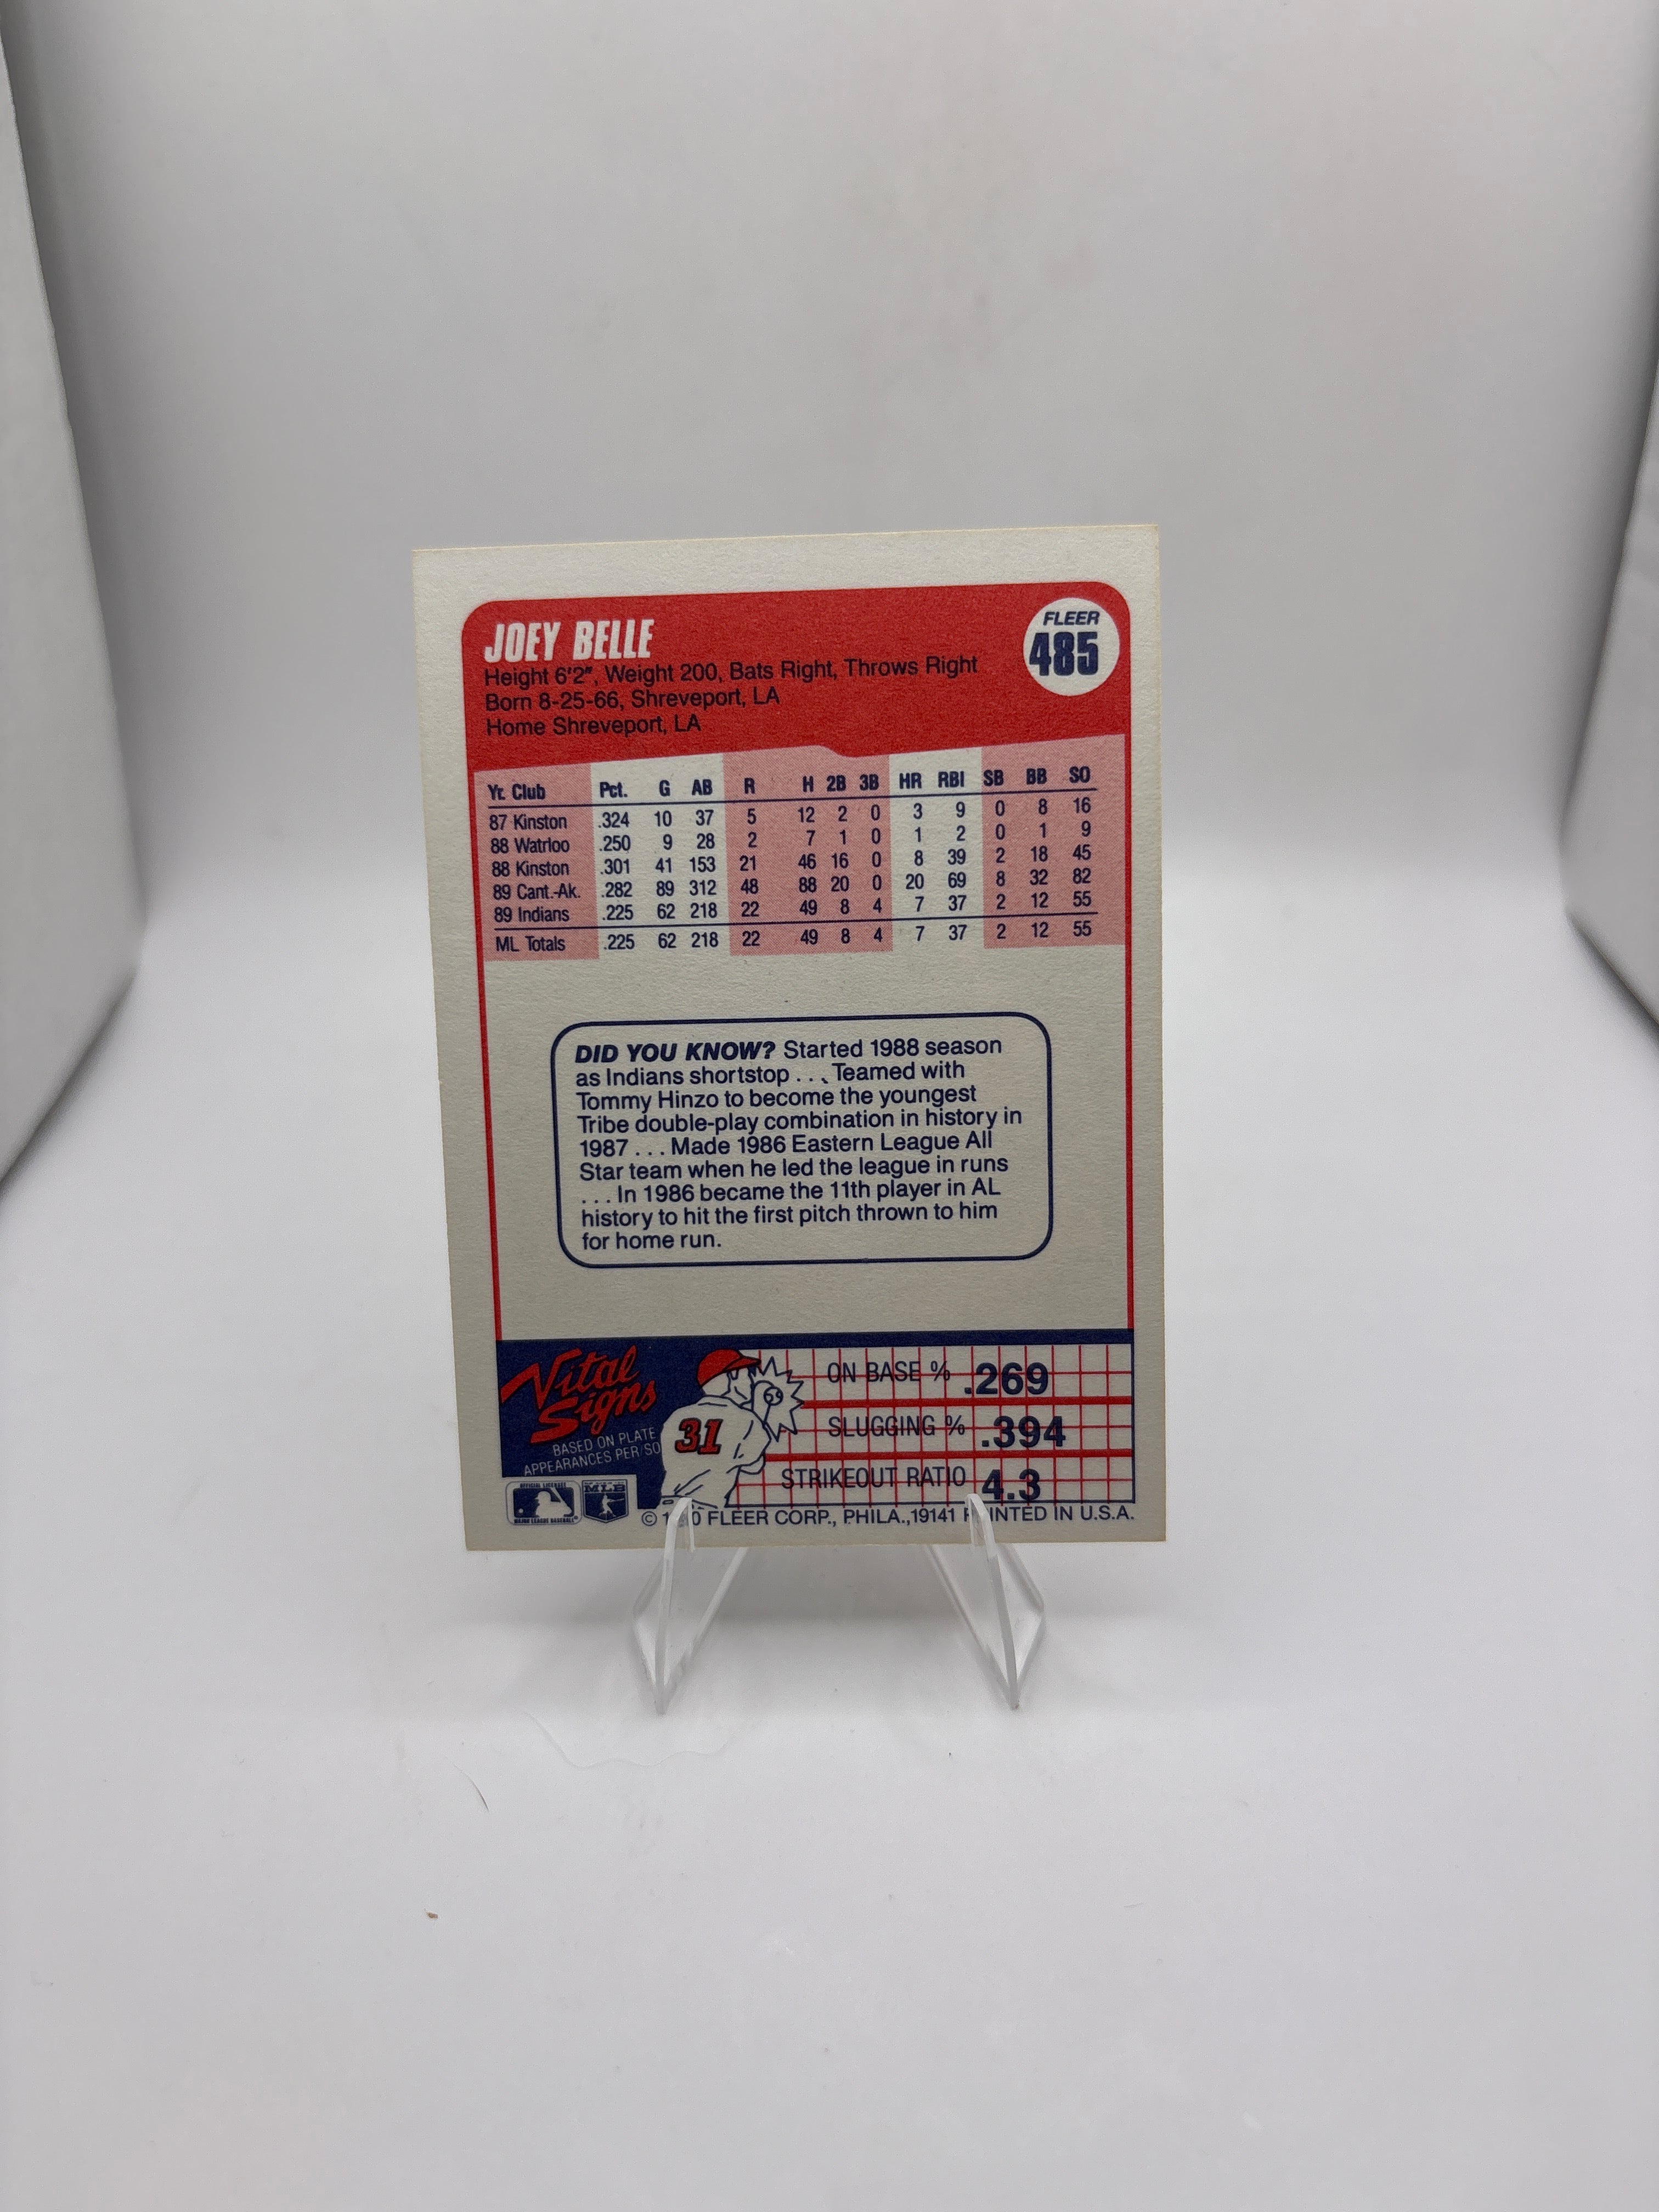 JOEY BELLE
FLEER
485
Height 6'2", Weight 200, Bats Right, Throws Right
Born 8-25-66, Shreveport, LA
Home Shreveport, LA
Yr. Club Pct. G AB R H 2B 3B HR RBI SB BB SO
87 Kinston .324 10 37 5 12 2 0 3 9 0 8 16
88 Watrloo .250 9 28 2 7 1 0 1 2 0 1 9
88 Kinston .301 41 153 21 46 16 0 8 39 2 18 45
89 Cant.-Ak. .282 89 312 48 88 20 0 20 69 8 32 82
89 Indians .225 62 218 22 49 8 4 7 37 2 12 55
ML Totals .225 62 218 22 49 8 4 7 37 2 12 55
DID YOU KNOW? Started 1988 season
as Indians shortstop . . . Teamed with
Tommy Hinzo to become the youngest
Tribe double-play combination in history in
1987 . . . Made 1986 Eastern League All
Star team when he led the league in runs
. . . In 1986 became the 11th player in AL
history to hit the first pitch thrown to him
for home run.
Vital
Signs
BASED ON PLATE
APPEARANCES PER/SO
31
ON BASE % .269
SLUGGING % .394
STRIKEOUT RATIO 4.3
MLB
© FLEER CORP., PHILA.,19141 IN U.S.A.